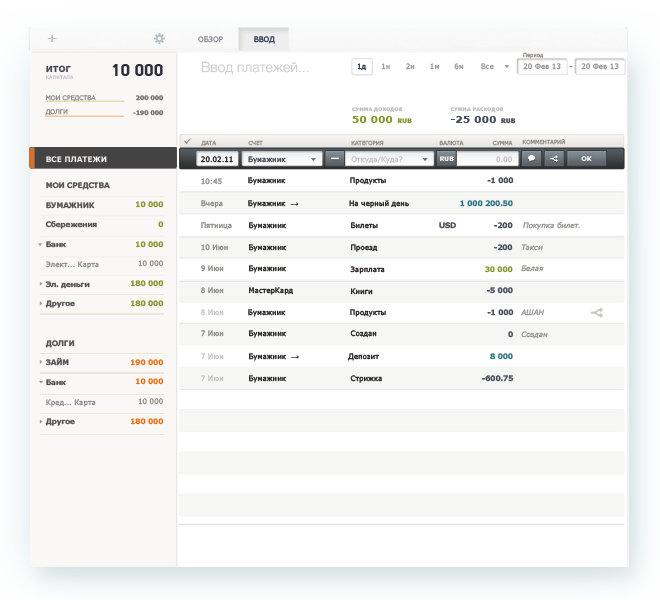 ОБЗОР ВВОД
ИТОГ 10 000
КАПИТАЛА
МОИ СРЕДСТВА 200 000
ДОЛГИ -190 000
ВСЕ ПЛАТЕЖИ
МОИ СРЕДСТВА
БУМАЖНИК 10 000
Сбережения 0
Банк 10 000
Элект... Карта 10 000
Эл. деньги 180 000
Другое 180 000
ДОЛГИ
ЗАЙМ 190 000
Банк 10 000
Кред... Карта 10 000
Другое 180 000
Ввод платежей...
1д 1н 2н 1м 6м Все
Период
20 Фев 13 - 20 Фев 13
СУММА ДОХОДОВ СУММА РАСХОДОВ
50 000 RUB -25 000 RUB
ДАТА СЧЕТ КАТЕГОРИЯ ВАЛЮТА СУММА КОММЕНТАРИЙ
20.02.11 Бумажник Откуда/Куда? RUB 0.00 OK
10:45 Бумажник Продукты -1 000
Вчера Бумажник → На черный день 1 000 200.50
Пятница Бумажник Билеты USD -200 Покупка билет.
10 Июн Бумажник Проезд -200 Такси
9 Июн Бумажник Зарплата 30 000 Белая
8 Июн МастерКард Книги -5 000
8 Июн Бумажник Продукты -1 000 АШАН
7 Июн Бумажник Создан 0 Создан
7 Июн Бумажник → Депозит 8 000
7 Июн Бумажник Стрижка -600.75